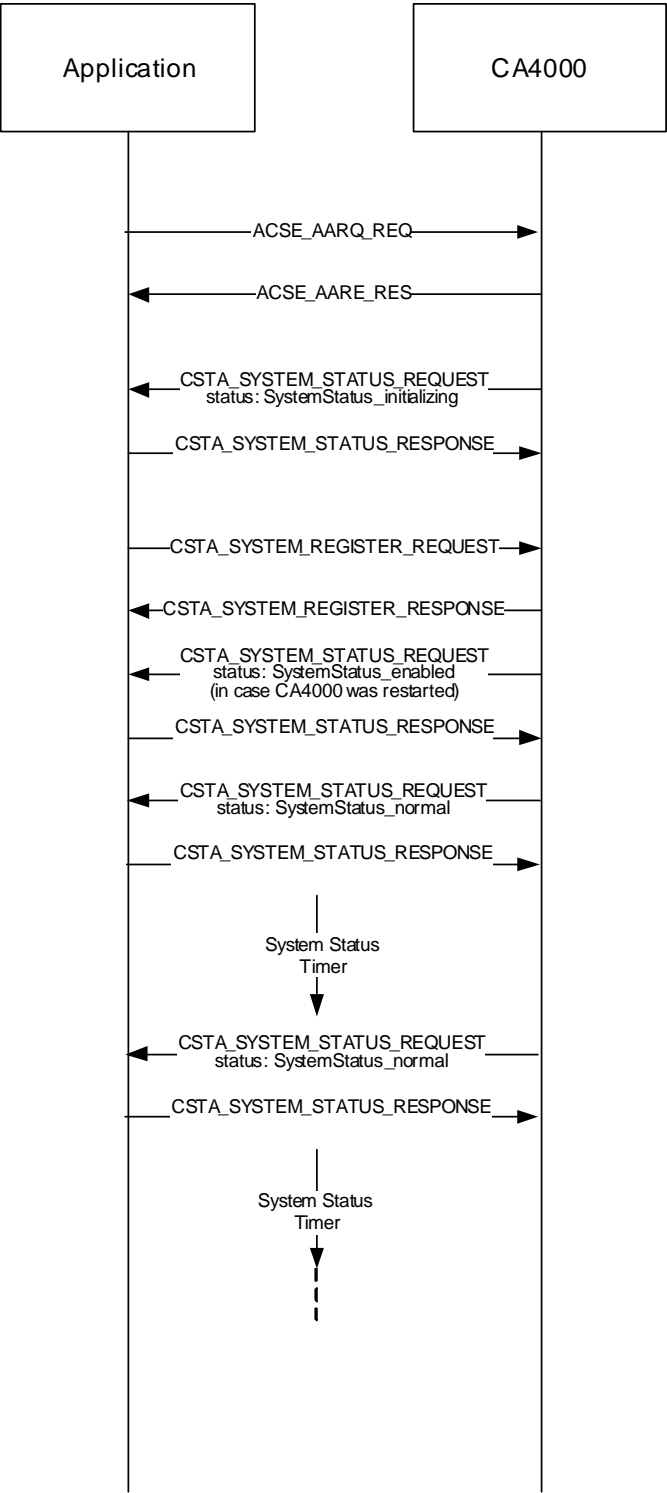 Application
CA4000
ACSE_AARQ_REQ
ACSE_AARE_RES
CSTA_SYSTEM_STATUS_REQUEST
status: SystemStatus_initializing
CSTA_SYSTEM_STATUS_RESPONSE
CSTA_SYSTEM_REGISTER_REQUEST
CSTA_SYSTEM_REGISTER_RESPONSE
CSTA_SYSTEM_STATUS_REQUEST
status: SystemStatus_enabled
(in case CA4000 was restarted)
CSTA_SYSTEM_STATUS_RESPONSE
CSTA_SYSTEM_STATUS_REQUEST
status: SystemStatus_normal
CSTA_SYSTEM_STATUS_RESPONSE
System Status
Timer
CSTA_SYSTEM_STATUS_REQUEST
status: SystemStatus_normal
CSTA_SYSTEM_STATUS_RESPONSE
System Status
Timer